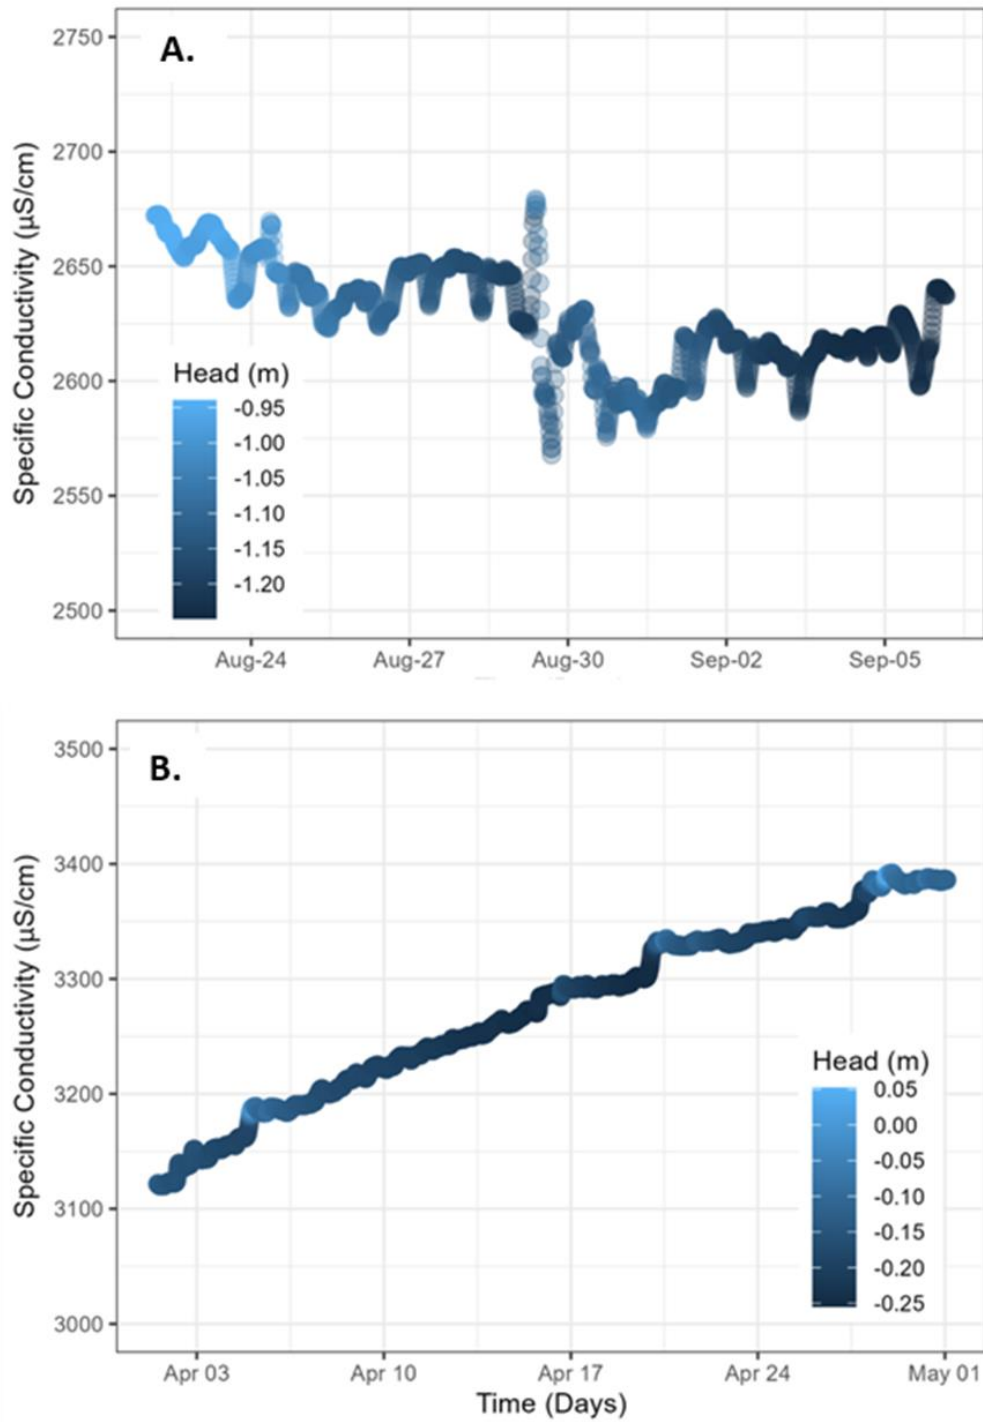 A.
2750
2700
2650
2600
2550
2500
Specific Conductivity (µS/cm)
Head (m)
-0.95
-1.00
-1.05
-1.10
-1.15
-1.20
Aug-24 Aug-27 Aug-30 Sep-02 Sep-05
B.
3500
3400
3300
3200
3100
3000
Specific Conductivity (µS/cm)
Head (m)
0.05
0.00
-0.05
-0.10
-0.15
-0.20
-0.25
Apr 03 Apr 10 Apr 17 Apr 24 May 01
Time (Days)